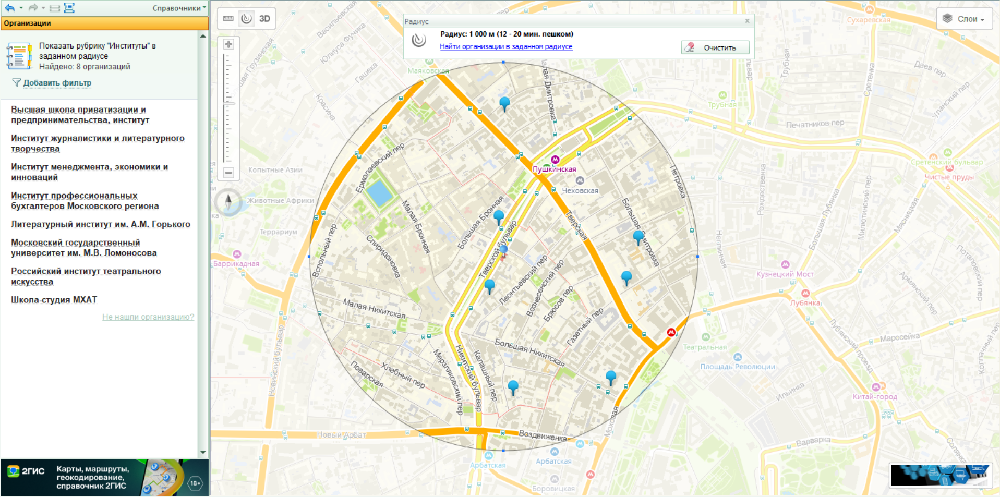 Справочники
Организации
Показать рубрику "Институты" в
заданном радиусе
Найдено: 8 организаций
Добавить фильтр
Высшая школа приватизации и
предпринимательства, институт
Институт журналистики и литературного
творчества
Институт менеджмента, экономики и
инноваций
Институт профессиональных
бухгалтеров Московского региона
Литературный институт им. А.М. Горького
Московский государственный
университет им. М.В. Ломоносова
Российский институт театрального
искусства
Школа-студия МХАТ
Не нашли организацию?
2ГИС
Карты, маршруты,
геокодирование,
справочник 2ГИС
18+
3D
Радиус
x
Радиус: 1 000 м (12 - 20 мин. пешком)
Найти организации в заданном радиусе
Очистить
Слои
Васильевская
Юлиуса Фучика
Гашека
Красина
Маяковская
Малая Дмитровка
Сухаревская
Даев пер
Уланский пер
Сретенка
Трубная
Трубная
Печатников пер
Сретенский бульвар
Чистые пруды
Копытные Азии
Животные Африки
Террариум
Ермолаевский пер
Пушкинская
Чеховская
Петровка
Рождественка
Милютинский пер
Большая Лубянка
Мясницкая
Большая Бронная
Малая Бронная
Тверская
Большая Дмитровка
Тверской бульвар
Вспольный пер
Спиридоновка
Баррикадная
Неглинная
Кузнецкий Мост
Потаповский пер
Армянский пер
Лубянка
Леонтьевский пер
Вознесенский пер
Брюсов пер
Газетный пер
Малая Никитская
Большая Никитская
Театральная
Площадь Революции
Лубянский проезд
Маросейка
Новинский бульвар
Поварская
Хлебный пер
Мерзляковский пер
Никитский бульвар
Калашный пер
Моховая
Ильинка
Китай-город
Новый Арбат
Воздвиженка
Варварка
Солянка
Арбатская
Арбатская
Боровицкая